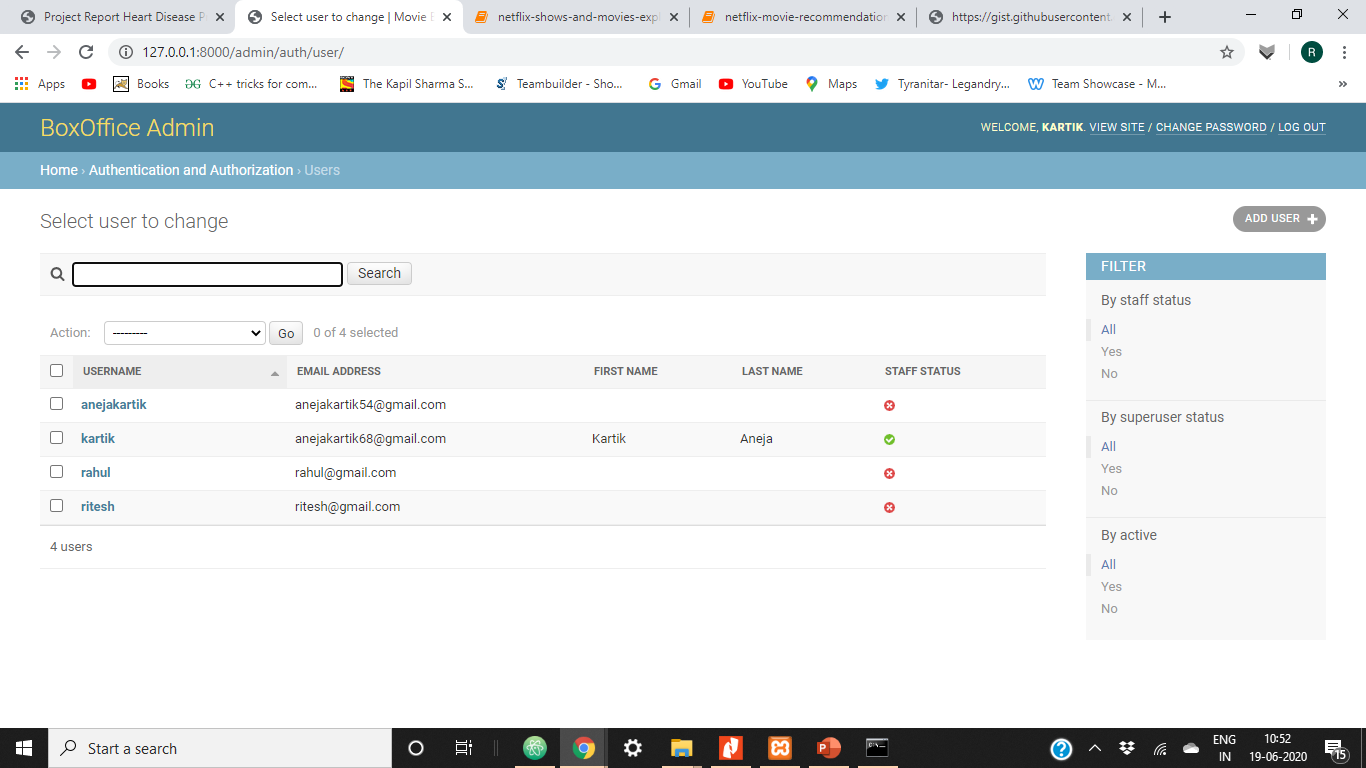 Project Report Heart Disease P
Select user to change | Movie
netflix-shows-and-movies-expl
netflix-movie-recommendation
https://gist.githubusercontent.
127.0.0.1:8000/admin/auth/user/
R
Apps
Books
C++ tricks for com...
The Kapil Sharma S...
Teambuilder - Sho...
Gmail
YouTube
Maps
Tyranitar- Legandry...
Team Showcase - M...
»
BoxOffice Admin
WELCOME, KARTIK. VIEW SITE / CHANGE PASSWORD / LOG OUT
Home › Authentication and Authorization › Users
Select user to change
ADD USER +
Search
Action: --------- Go 0 of 4 selected
USERNAME EMAIL ADDRESS FIRST NAME LAST NAME STAFF STATUS
anejakartik anejakartik54@gmail.com
kartik anejakartik68@gmail.com Kartik Aneja
rahul rahul@gmail.com
ritesh ritesh@gmail.com
4 users
FILTER
By staff status
All
Yes
No
By superuser status
All
Yes
No
By active
All
Yes
No
Start a search
ENG
IN
10:52
19-06-2020
15